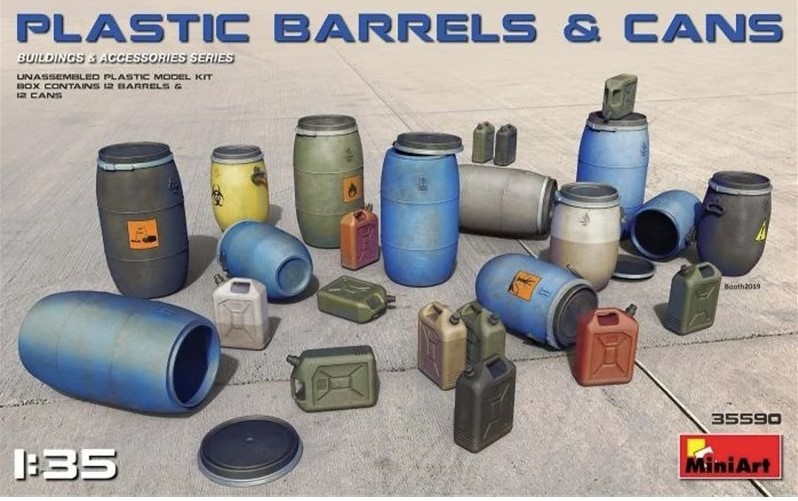 PLASTIC BARRELS & CANS
BUILDINGS & ACCESSORIES SERIES
UNASSEMBLED PLASTIC MODEL KIT
BOX CONTAINS 12 BARRELS &
12 CANS
Booth2019
35590
1:35
MiniArt